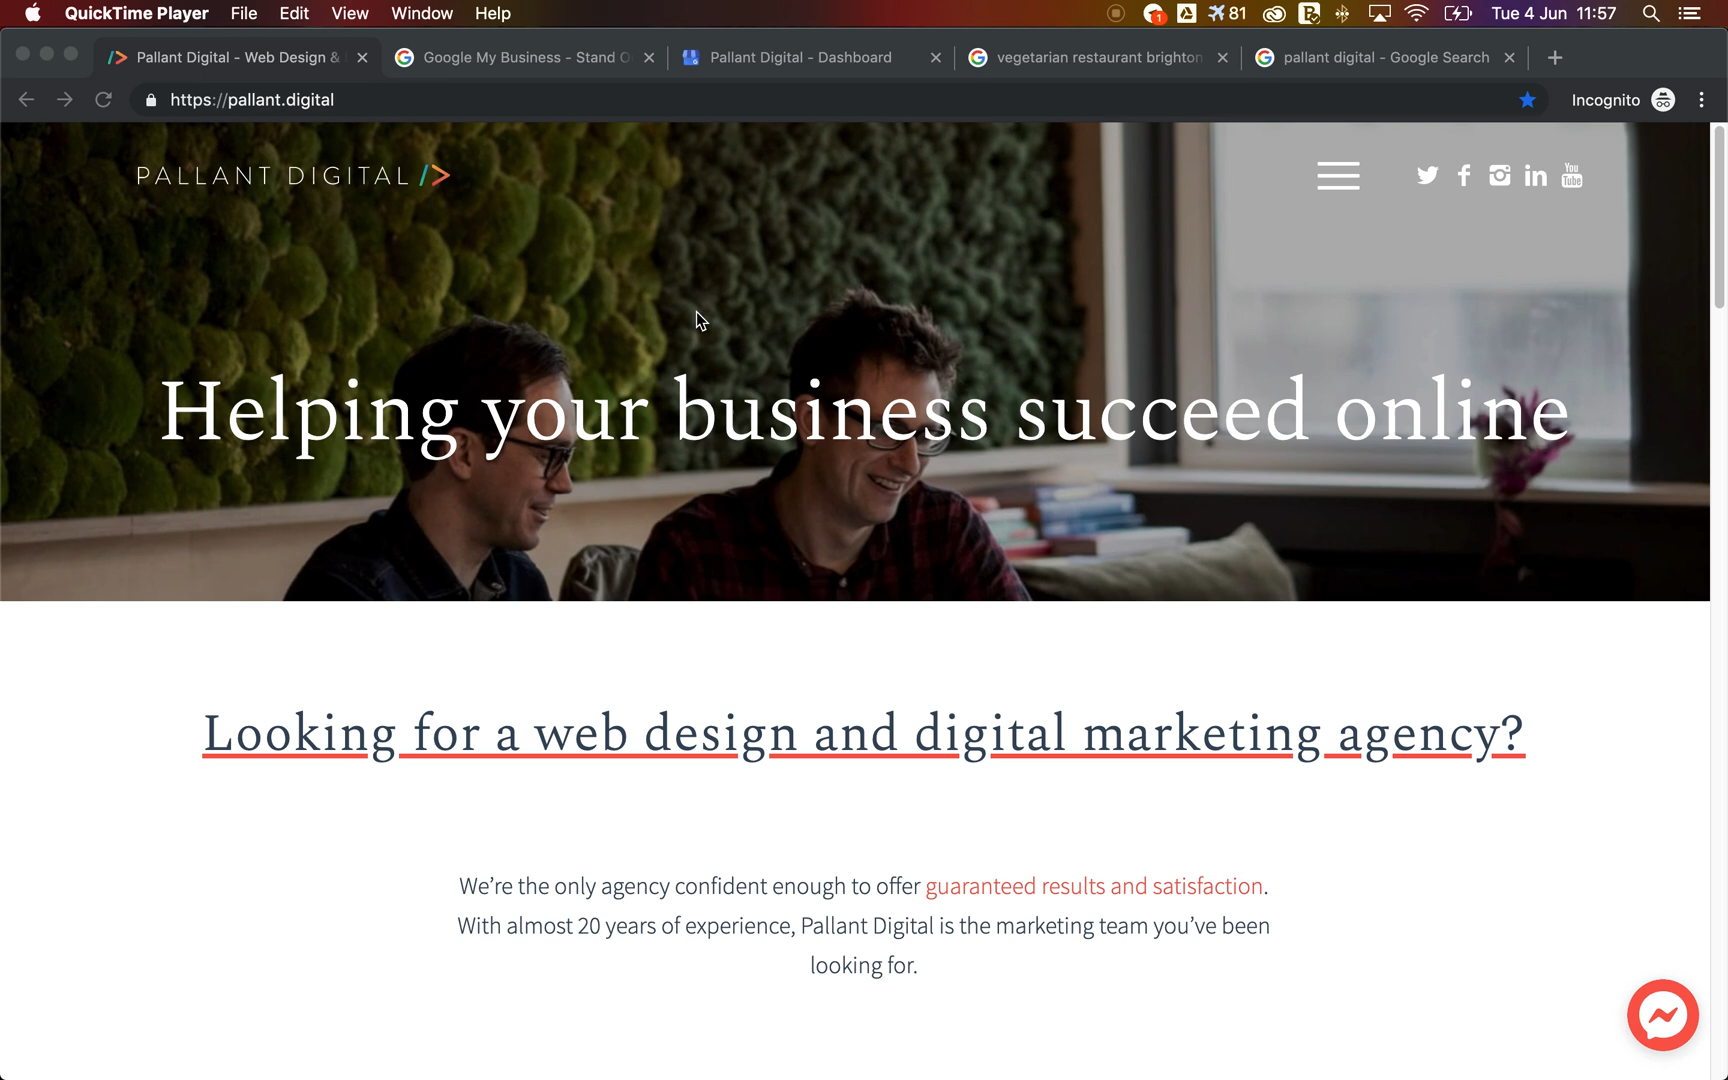 QuickTime Player File Edit View Window Help 1 81 Tue 4 Jun 11:57
Pallant Digital - Web Design & Google My Business - Stand O Pallant Digital - Dashboard vegetarian restaurant brighton pallant digital - Google Search
https://pallant.digital Incognito
PALLANT DIGITAL /> You Tube
Helping your business succeed online
Looking for a web design and digital marketing agency?
We’re the only agency confident enough to offer guaranteed results and satisfaction.
With almost 20 years of experience, Pallant Digital is the marketing team you’ve been
looking for.